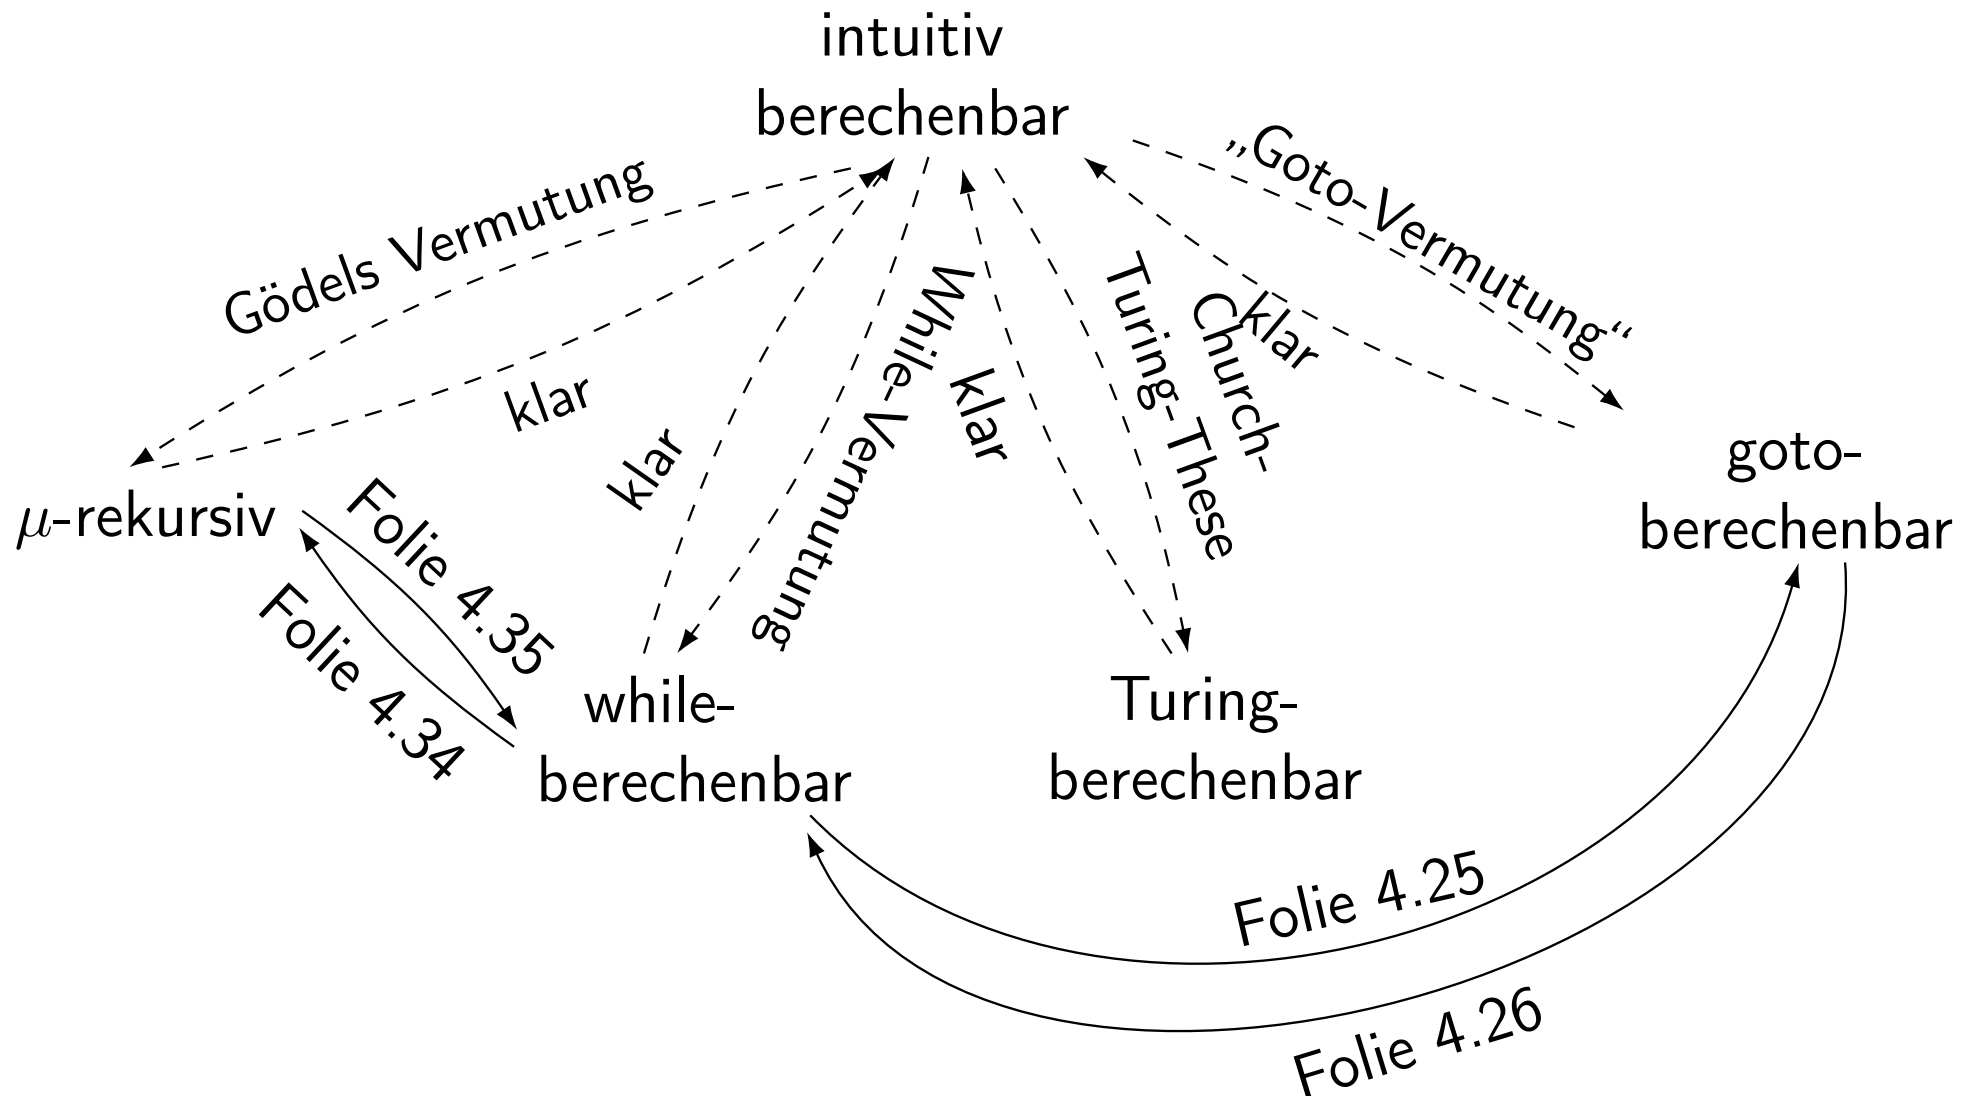 intuitiv
berechenbar
Gödels Vermutung
klar
klar
While-Vermutung
klar
Church-
Turing-These
klar
„Goto-Vermutung“
μ-rekursiv
goto-
berechenbar
Folie 4.35
Folie 4.34
while-
berechenbar
Turing-
berechenbar
Folie 4.25
Folie 4.26